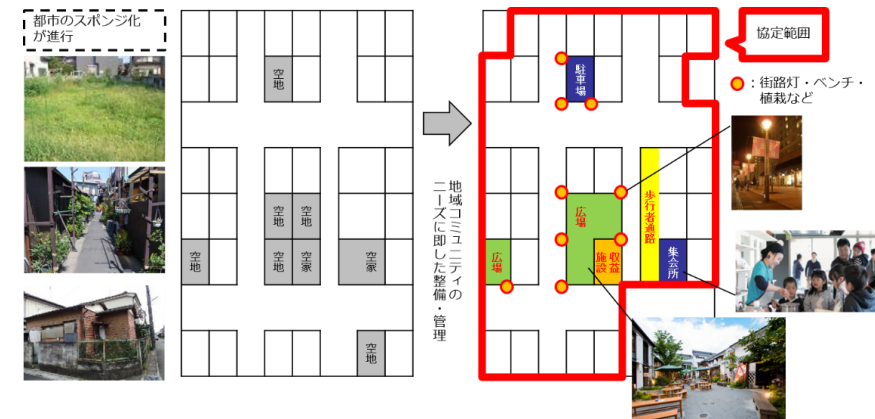 都市のスポンジ化
が進行
空地
空地
空地
空地
空地
空家
空家
空地
地域コミュニティの
ニーズに即した整備・管理
協定範囲
:街路灯・ベンチ・
植栽など
駐車場
広場
歩行者通路
広場
収益
施設
集会所